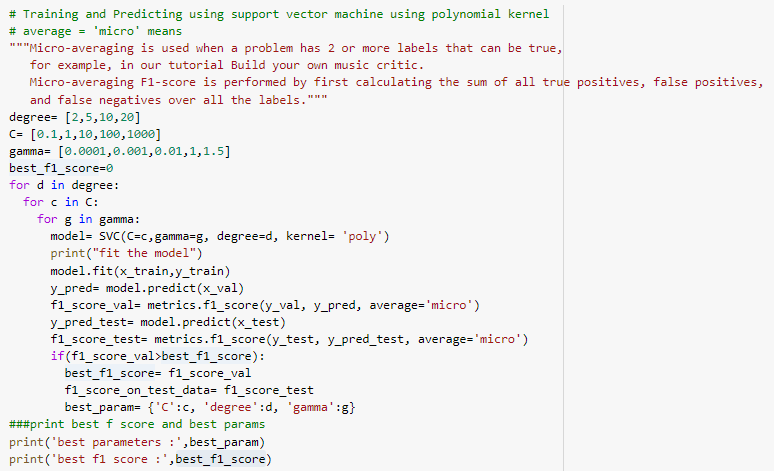 # Training and Predicting using support vector machine using polynomial kernel
# average = 'micro' means
"""Micro-averaging is used when a problem has 2 or more labels that can be true,
   for example, in our tutorial Build your own music critic.
   Micro-averaging F1-score is performed by first calculating the sum of all true positives, false positives,
   and false negatives over all the labels."""
degree= [2,5,10,20]
C= [0.1,1,10,100,1000]
gamma= [0.0001,0.001,0.01,1,1.5]
best_f1_score=0
for d in degree:
  for c in C:
    for g in gamma:
      model= SVC(C=c,gamma=g, degree=d, kernel= 'poly')
      print("fit the model")
      model.fit(x_train,y_train)
      y_pred= model.predict(x_val)
      f1_score_val= metrics.f1_score(y_val, y_pred, average='micro')
      y_pred_test= model.predict(x_test)
      f1_score_test= metrics.f1_score(y_test, y_pred_test, average='micro')
      if(f1_score_val>best_f1_score):
        best_f1_score= f1_score_val
        f1_score_on_test_data= f1_score_test
        best_param= {'C':c, 'degree':d, 'gamma':g}
###print best f score and best params
print('best parameters :',best_param)
print('best f1 score :',best_f1_score)